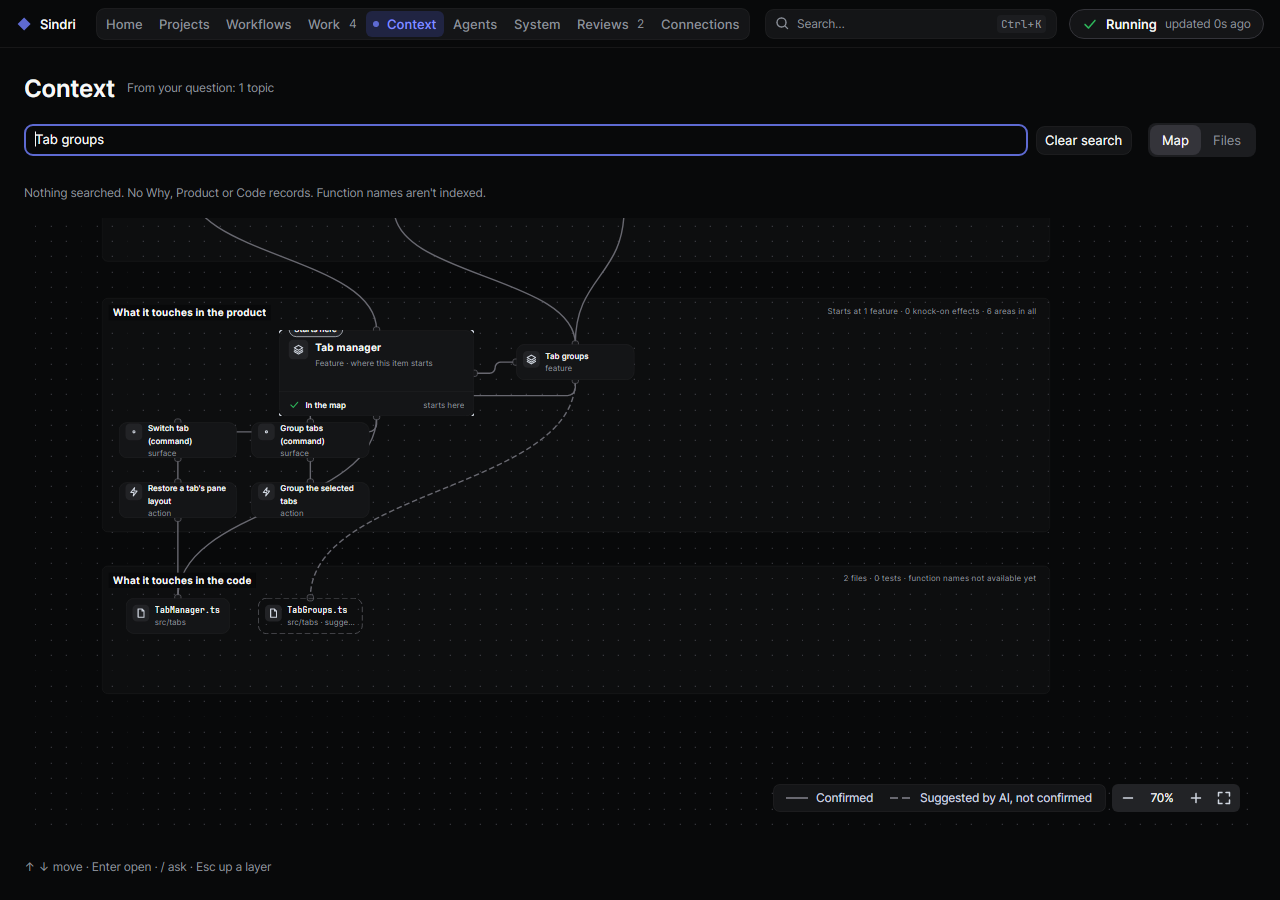 Sindri
Home
Projects
Workflows
Work 4
Context
Agents
System
Reviews 2
Connections
Search...
Ctrl+K
Running updated 0s ago
Context
From your question: 1 topic
Tab groups
Clear search
Map
Files
Nothing searched. No Why, Product or Code records. Function names aren't indexed.
What it touches in the product
Starts at 1 feature · 0 knock-on effects · 6 areas in all
Starts here
Tab manager
Feature · where this item starts
In the map
starts here
Tab groups
feature
Switch tab
(command)
surface
Group tabs
(command)
surface
Restore a tab's pane
layout
action
Group the selected
tabs
action
What it touches in the code
2 files · 0 tests · function names not available yet
TabManager.ts
src/tabs
TabGroups.ts
src/tabs · sugge...
Confirmed
Suggested by AI, not confirmed
70%
↑ ↓ move · Enter open · / ask · Esc up a layer